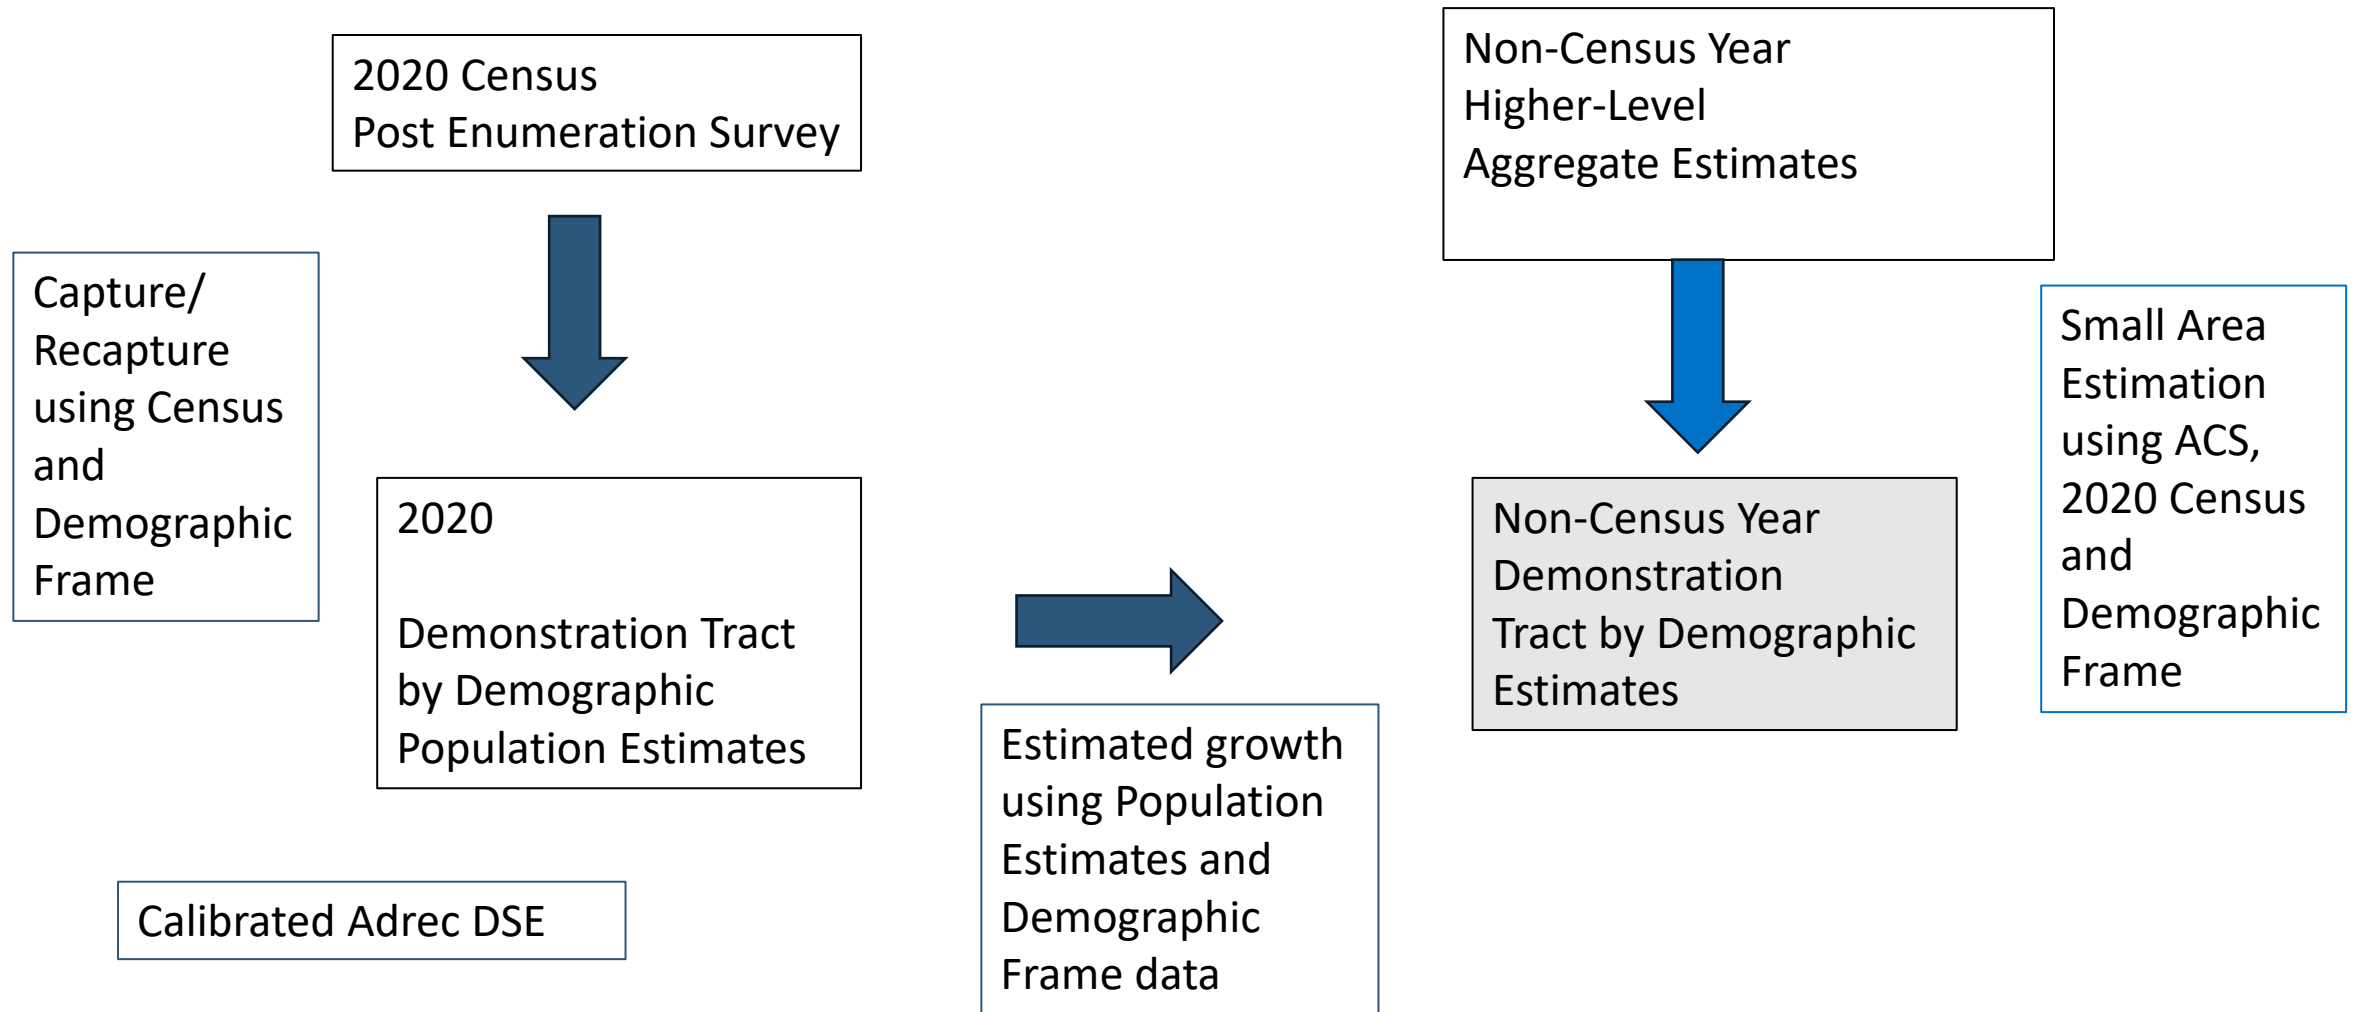 2020 Census
Post Enumeration Survey
Non-Census Year
Higher-Level
Aggregate Estimates
Capture/
Recapture
using Census
and
Demographic
Frame
2020
Demonstration Tract
by Demographic
Population Estimates
Estimated growth
using Population
Estimates and
Demographic
Frame data
Non-Census Year
Demonstration
Tract by Demographic
Estimates
Small Area
Estimation
using ACS,
2020 Census
and
Demographic
Frame
Calibrated Adrec DSE